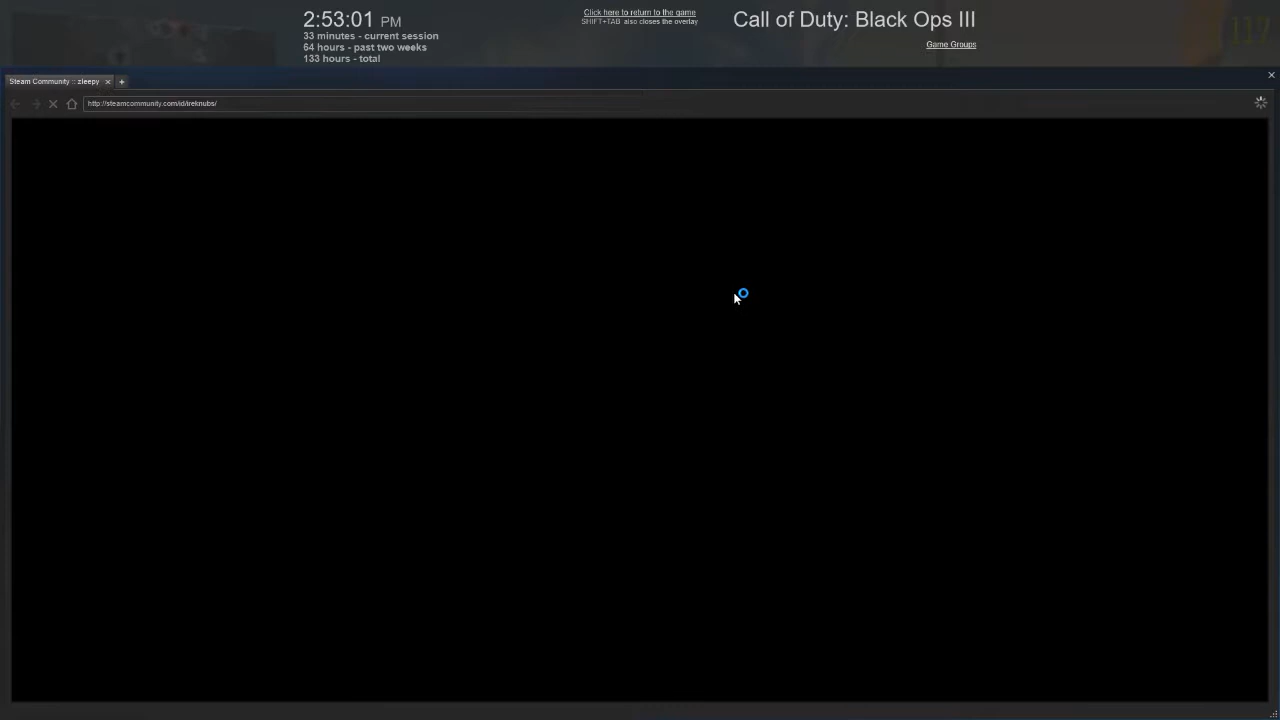 2:53:01 PM
33 minutes - current session
64 hours - past two weeks
133 hours - total
Click here to return to the game
SHIFT+TAB also closes the overlay
Call of Duty: Black Ops III
Game Groups
Steam Community :: zleepy
http://steamcommunity.com/id/ireknubs/